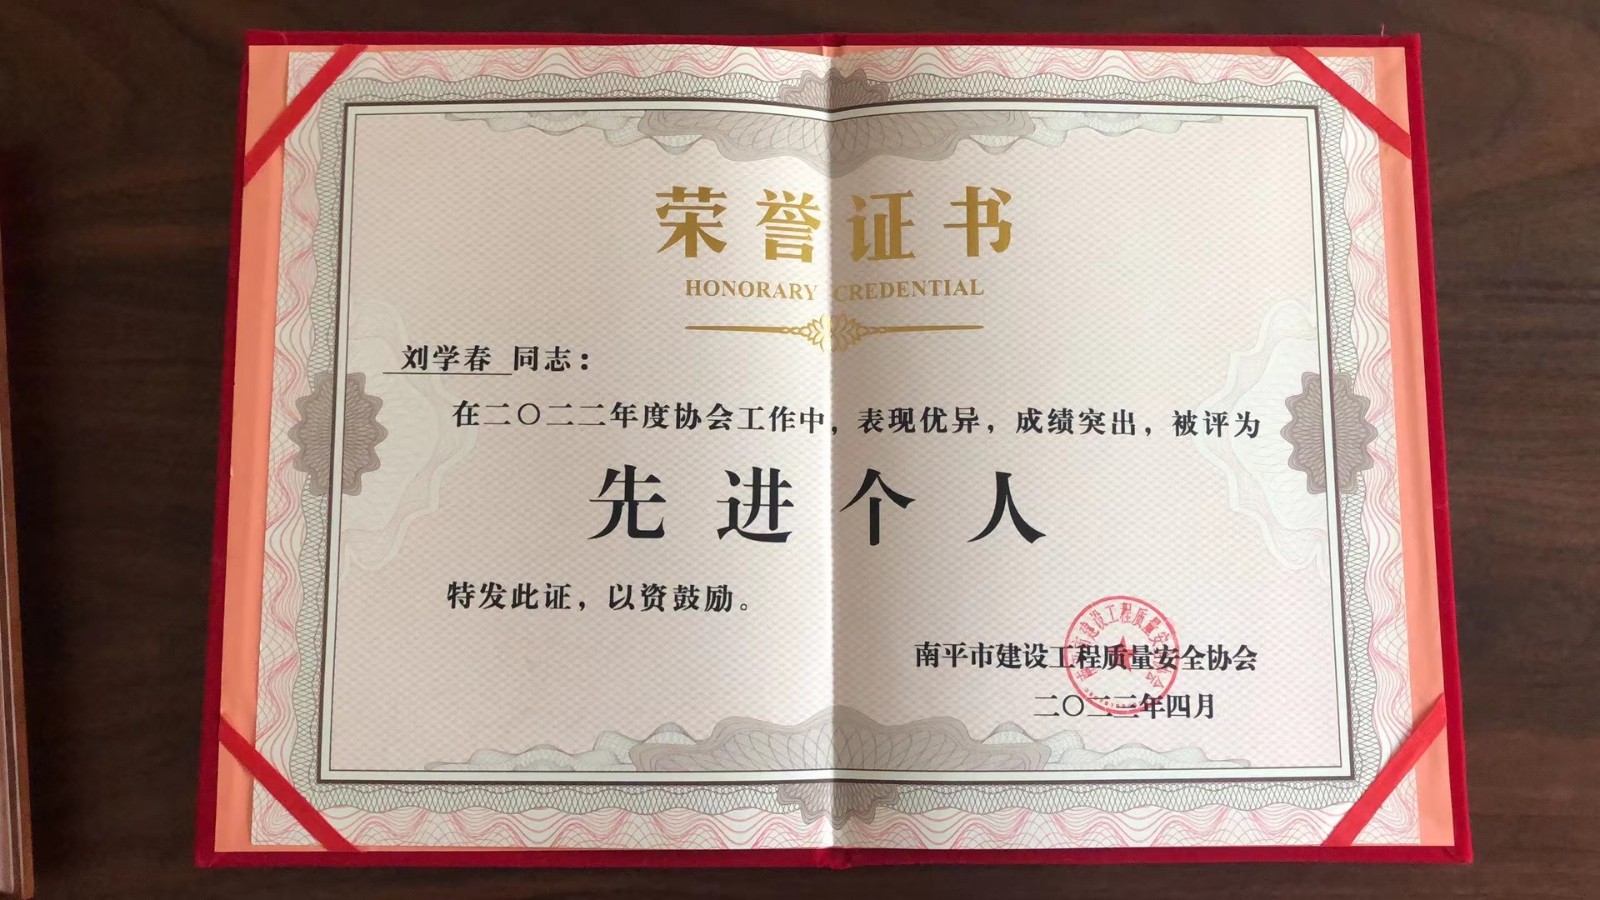 荣誉证书
HONORARY CREDENTIAL
刘学春 同志：
在二〇二二年度协会工作中，表现优异，成绩突出，被评为
先进个人
特发此证，以资鼓励。
南平市建设工程质量安全协会
二〇二三年四月